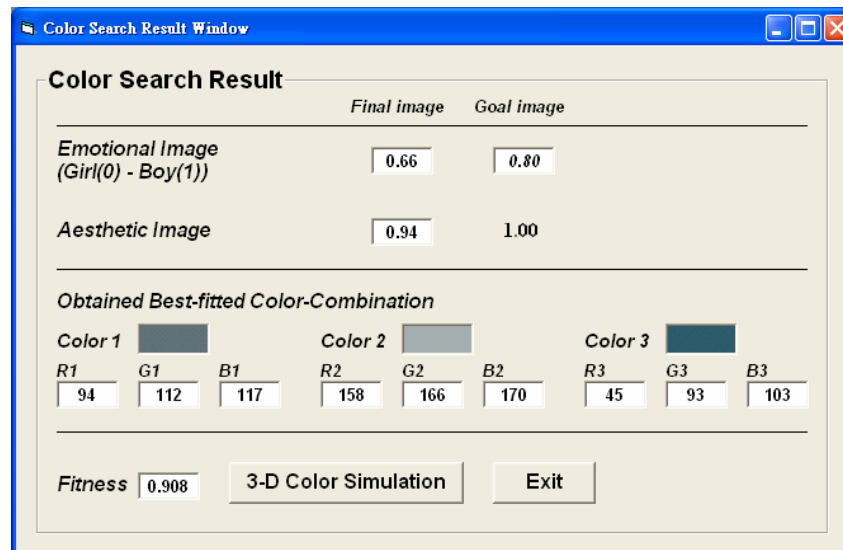 Color Search Result Window
Color Search Result
Final image Goal image
Emotional Image
(Girl(0) - Boy(1))
0.66 0.80
Aesthetic Image 0.94 1.00
Obtained Best-fitted Color-Combination
Color 1 Color 2 Color 3
R1 G1 B1 R2 G2 B2 R3 G3 B3
94 112 117 158 166 170 45 93 103
Fitness 0.908 3-D Color Simulation Exit